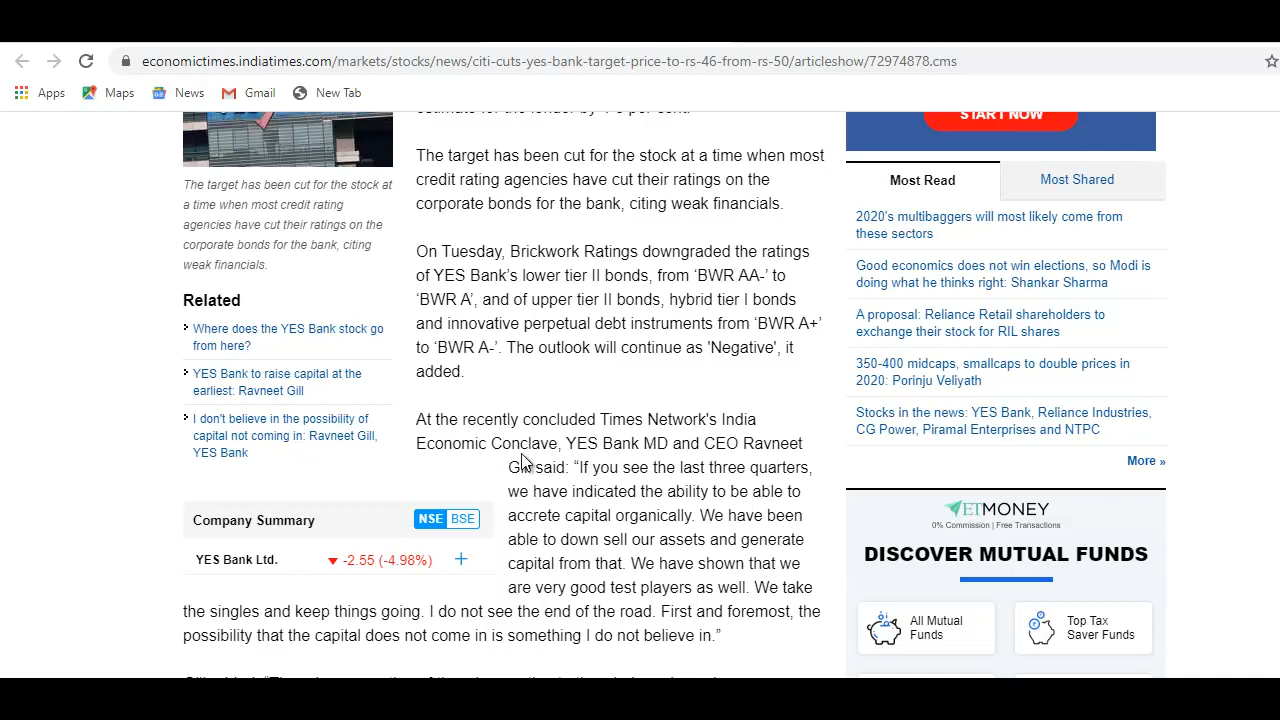 economictimes.indiatimes.com/markets/stocks/news/citi-cuts-yes-bank-target-price-to-rs-46-from-rs-50/articleshow/72974878.cms
Apps
Maps
News
Gmail
New Tab
The target has been cut for the stock at
a time when most credit rating
agencies have cut their ratings on the
corporate bonds for the bank, citing
weak financials.
Related
Where does the YES Bank stock go
from here?
YES Bank to raise capital at the
earliest: Ravneet Gill
I don't believe in the possibility of
capital not coming in: Ravneet Gill,
YES Bank
Company Summary
NSE BSE
YES Bank Ltd.
-2.55 (-4.98%)
+
The target has been cut for the stock at a time when most
credit rating agencies have cut their ratings on the
corporate bonds for the bank, citing weak financials.
On Tuesday, Brickwork Ratings downgraded the ratings
of YES Bank’s lower tier II bonds, from ‘BWR AA-’ to
‘BWR A’, and of upper tier II bonds, hybrid tier I bonds
and innovative perpetual debt instruments from ‘BWR A+’
to ‘BWR A-’. The outlook will continue as 'Negative', it
added.
At the recently concluded Times Network's India
Economic Conclave, YES Bank MD and CEO Ravneet
said: “If you see the last three quarters,
we have indicated the ability to be able to
accrete capital organically. We have been
able to down sell our assets and generate
capital from that. We have shown that we
are very good test players as well. We take
the singles and keep things going. I do not see the end of the road. First and foremost, the
possibility that the capital does not come in is something I do not believe in.”
START NOW
Most Read
Most Shared
2020's multibaggers will most likely come from
these sectors
Good economics does not win elections, so Modi is
doing what he thinks right: Shankar Sharma
A proposal: Reliance Retail shareholders to
exchange their stock for RIL shares
350-400 midcaps, smallcaps to double prices in
2020: Porinju Veliyath
Stocks in the news: YES Bank, Reliance Industries,
CG Power, Piramal Enterprises and NTPC
More »
ETMONEY
0% Commission | Free Transactions
DISCOVER MUTUAL FUNDS
All Mutual
Funds
Top Tax
Saver Funds